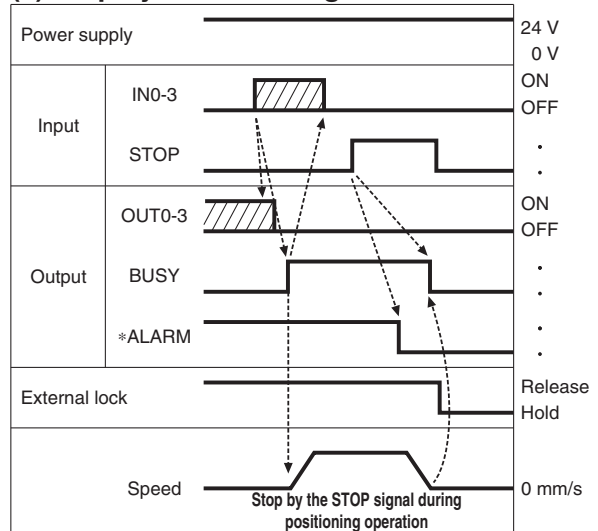 Power supply
24 V
0 V
Input
IN0-3
ON
OFF
STOP
Output
OUT0-3
ON
OFF
BUSY
*ALARM
External lock
Release
Hold
Speed
0 mm/s
Stop by the STOP signal during
positioning operation